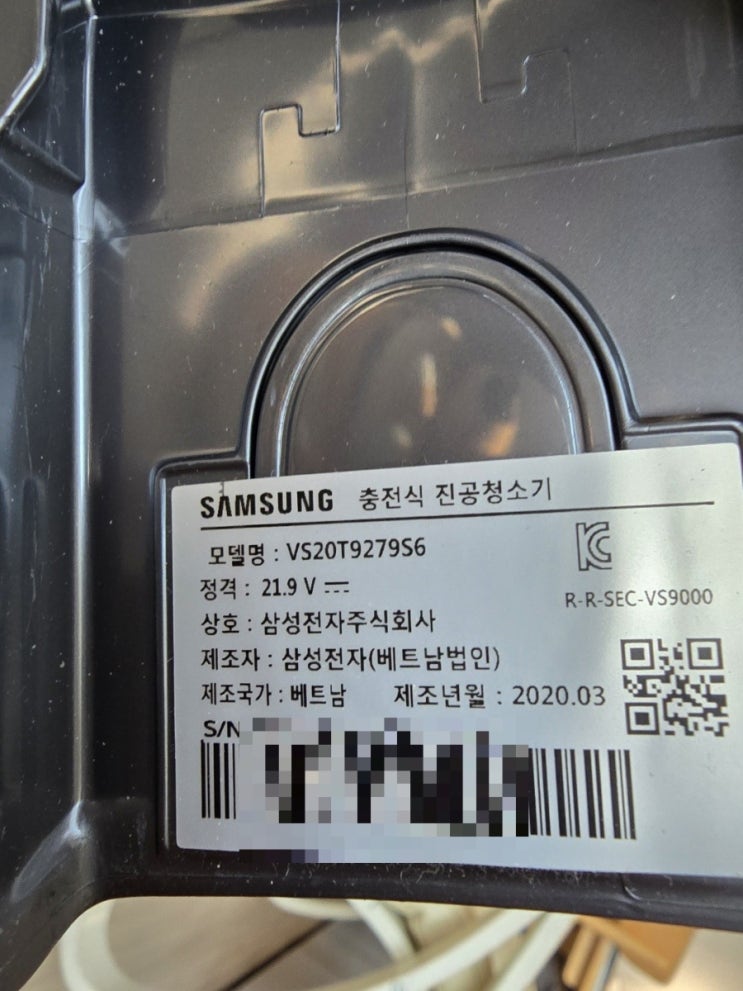 SAMSUNG 충전식 진공청소기
모델명 : VS20T9279S6
정격 : 21.9 V
R-R-SEC-VS9000
상호 : 삼성전자주식회사
제조자 : 삼성전자(베트남법인)
제조국가 : 베트남 제조년월 : 2020.03
S/N